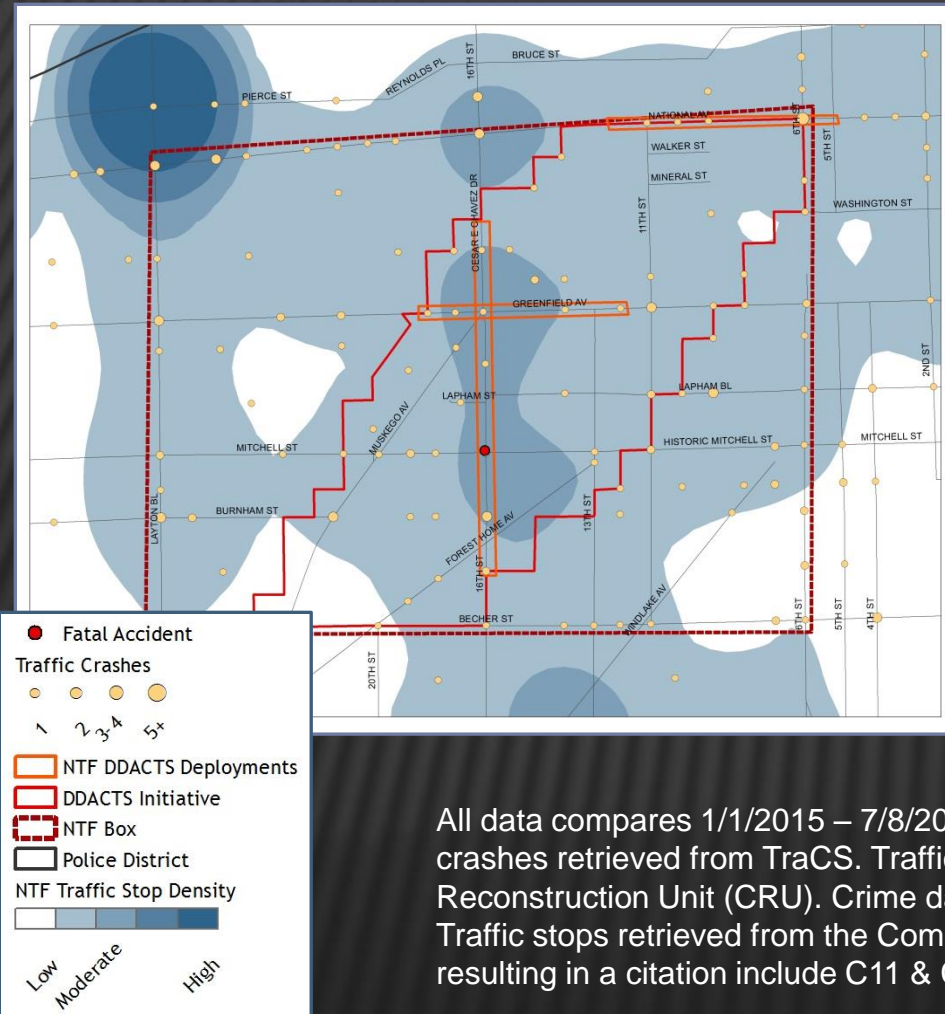 BRUCE ST
16TH ST
REYNOLDS PL
PIERCE ST
NATIONAL AV
6TH ST
5TH ST
WALKER ST
MINERAL ST
11TH ST
WASHINGTON ST
CESAR E CHAVEZ DR
GREENFIELD AV
2ND ST
LAPHAM ST
LAPHAM BL
MUSKEGO AV
MITCHELL ST
HISTORIC MITCHELL ST
MITCHELL ST
LAYTON BL
BURNHAM ST
13TH ST
FOREST HOME AV
16TH ST
WINDLAKE AV
BECHER ST
6TH ST
5TH ST
4TH ST
20TH ST
Fatal Accident
Traffic Crashes
1 2 3-4 5+
NTF DDACTS Deployments
DDACTS Initiative
NTF Box
Police District
NTF Traffic Stop Density
Low Moderate High
All data compares 1/1/2015 – 7/8/20
crashes retrieved from TraCS. Traffic
Reconstruction Unit (CRU). Crime da
Traffic stops retrieved from the Com
resulting in a citation include C11 &